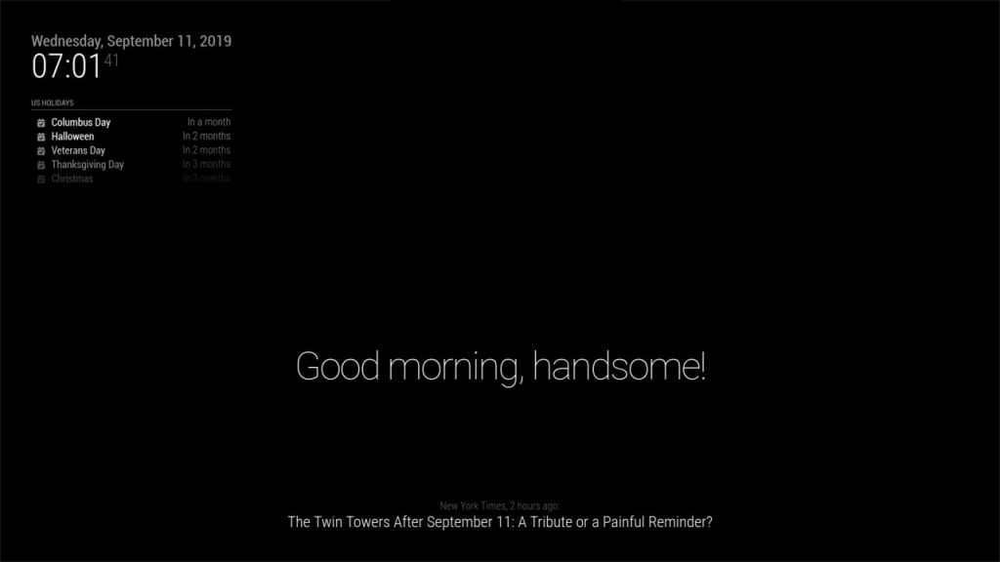 Wednesday, September 11, 2019
07:01 41
US HOLIDAYS
Columbus Day In a month
Halloween In 2 months
Veterans Day In 2 months
Thanksgiving Day In 3 months
Christmas In 3 months
Good morning, handsome!
New York Times, 2 hours ago:
The Twin Towers After September 11: A Tribute or a Painful Reminder?